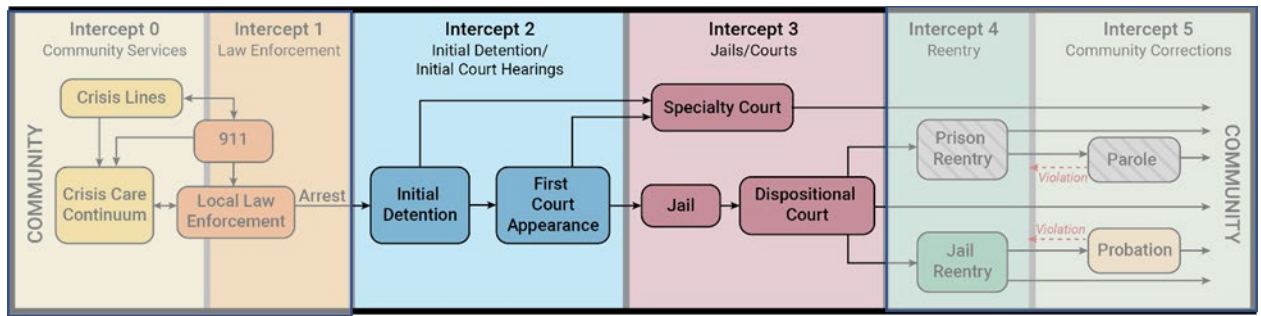 Intercept 0
Community Services
Intercept 1
Law Enforcement
Intercept 2
Initial Detention/
Initial Court Hearings
Intercept 3
Jails/Courts
Intercept 4
Reentry
Intercept 5
Community Corrections
COMMUNITY
Crisis Lines
911
Crisis Care
Continuum
Local Law
Enforcement
Arrest
Initial
Detention
First
Court
Appearance
Specialty Court
Jail
Dispositional
Court
Prison
Reentry
Violation
Parole
Jail
Reentry
Violation
Probation
COMMUNITY